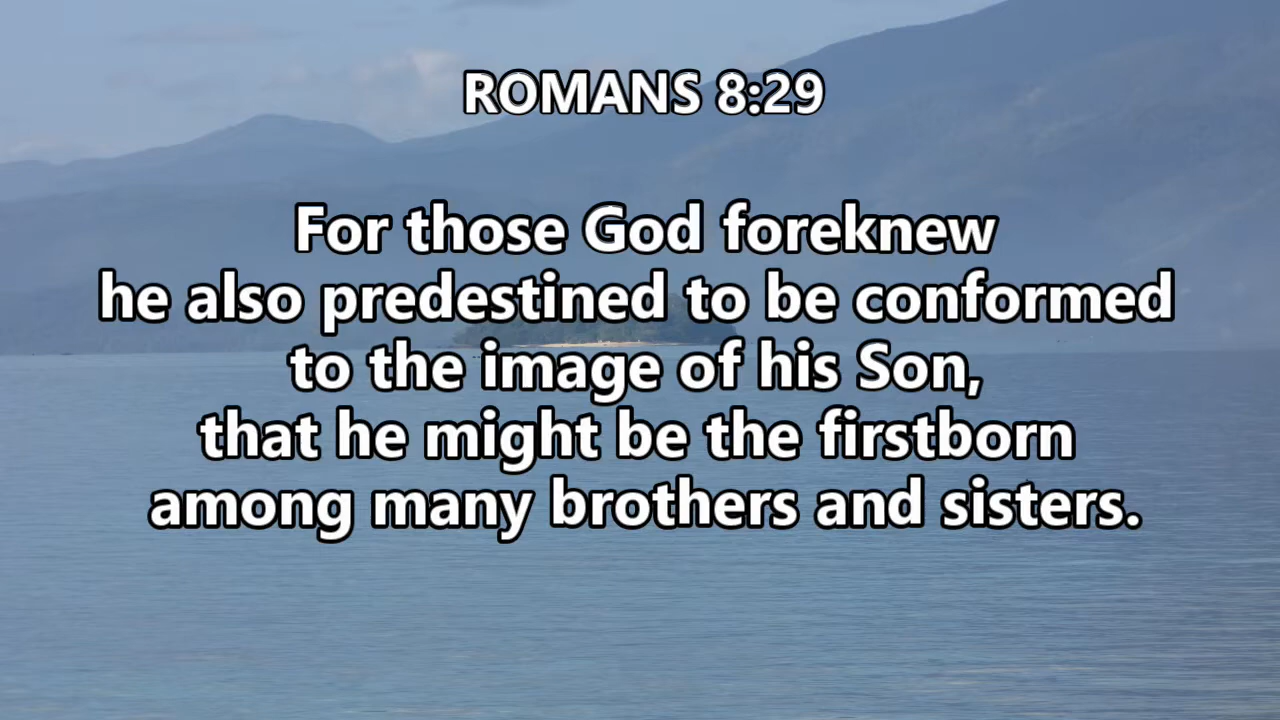 ROMANS 8:29
For those God foreknew
he also predestined to be conformed
to the image of his Son,
that he might be the firstborn
among many brothers and sisters.